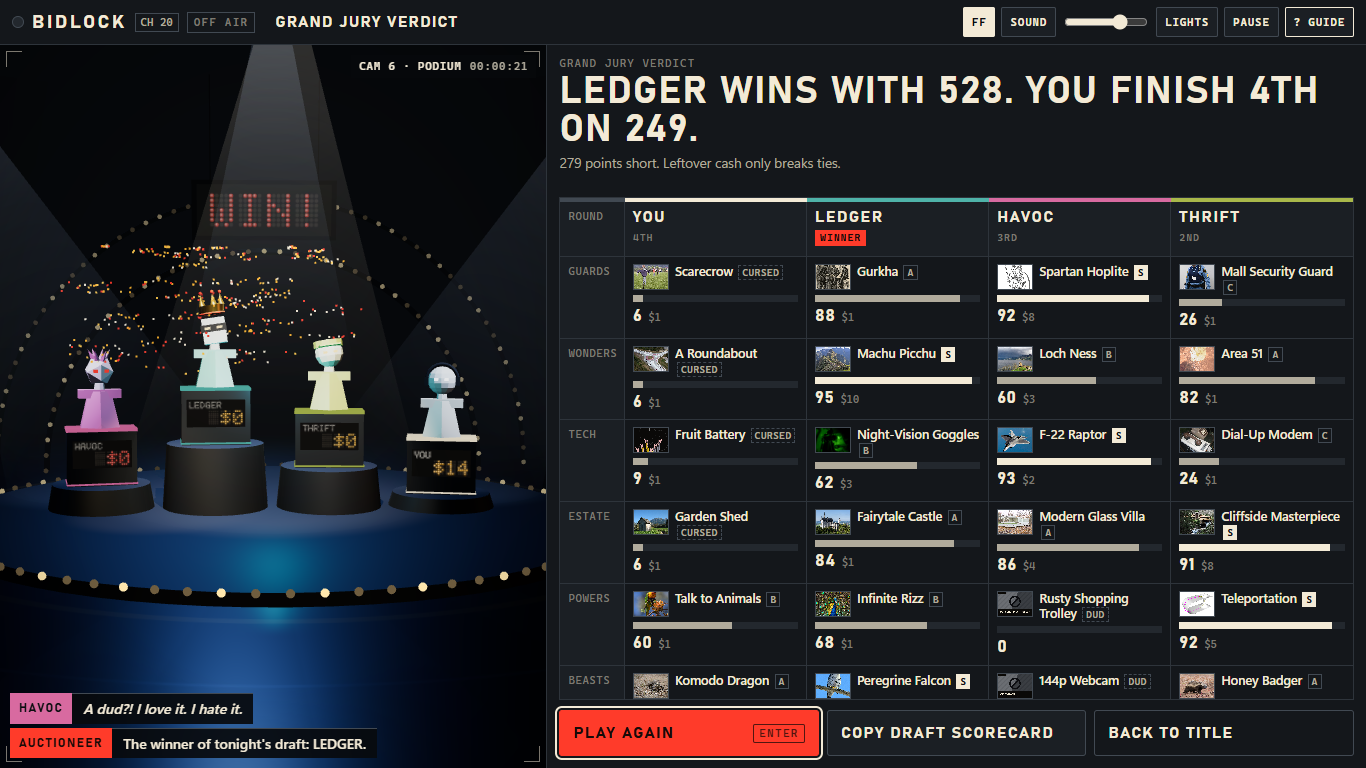 BIDLOCK CH 20 OFF AIR GRAND JURY VERDICT FF SOUND LIGHTS PAUSE ? GUIDE
CAM 6 · PODIUM 00:00:21
WIN!
HAVOC
$0
LEDGER
$0
THRIFT
$0
YOU
$14
HAVOC A dud?! I love it. I hate it.
AUCTIONEER The winner of tonight's draft: LEDGER.
GRAND JURY VERDICT
LEDGER WINS WITH 528. YOU FINISH 4TH
ON 249.
279 points short. Leftover cash only breaks ties.
ROUND YOU LEDGER HAVOC THRIFT
4TH WINNER 3RD 2ND
GUARDS Scarecrow CURSED Gurkha A Spartan Hoplite S Mall Security Guard
C
6 $1 88 $1 92 $8 26 $1
WONDERS A Roundabout Machu Picchu S Loch Ness B Area 51 A
CURSED
6 $1 95 $10 60 $3 82 $1
TECH Fruit Battery CURSED Night-Vision Goggles F-22 Raptor S Dial-Up Modem C
B
9 $1 62 $3 93 $2 24 $1
ESTATE Garden Shed Fairytale Castle A Modern Glass Villa Cliffside Masterpiece
CURSED A S
6 $1 84 $1 86 $4 91 $8
POWERS Talk to Animals B Infinite Rizz B Rusty Shopping Teleportation S
Trolley DUD
60 $1 68 $1 0 92 $5
BEASTS Komodo Dragon A Peregrine Falcon S 144p Webcam DUD Honey Badger A
PLAY AGAIN ENTER COPY DRAFT SCORECARD BACK TO TITLE